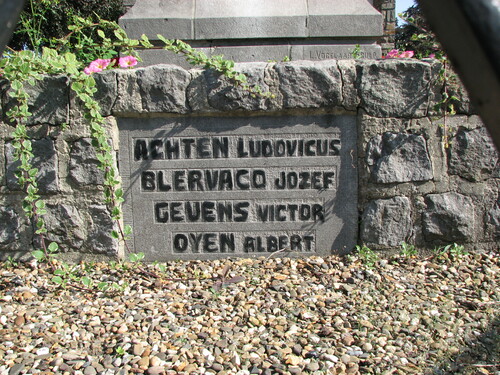 ACHTEN LUDOVICUS
BLERVACQ JOZEF
GEUENS VICTOR
OYEN ALBERT